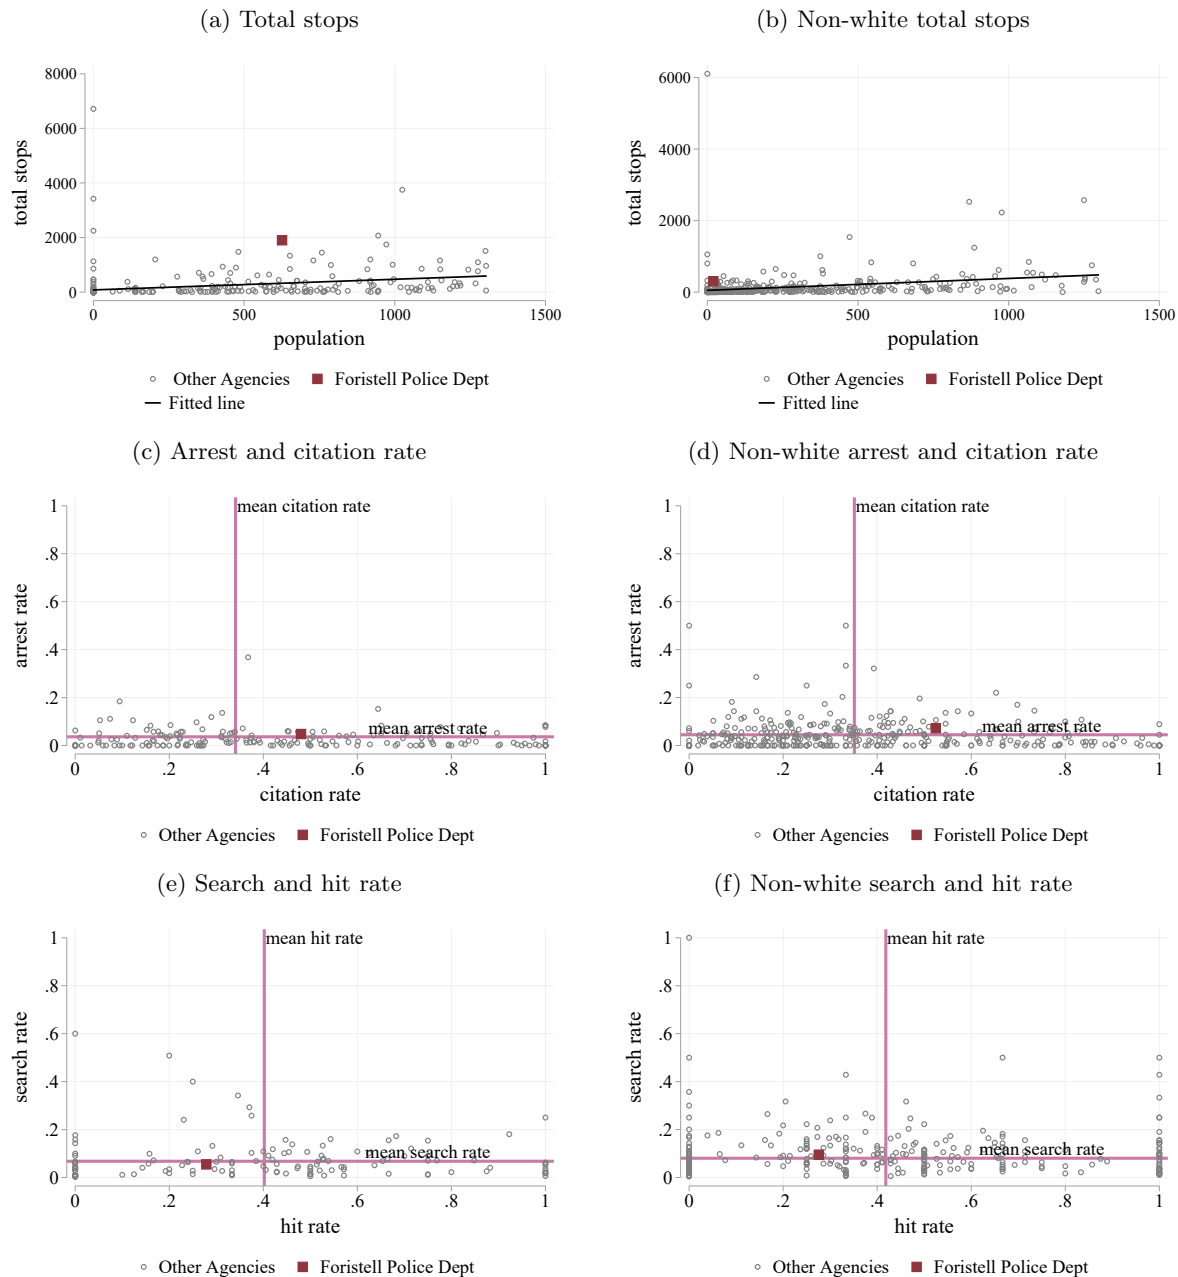 (a) Total stops
(b) Non-white total stops
8000
6000
4000
2000
0
total stops
0
500
1000
1500
population
Other Agencies
Foristell Police Dept
Fitted line
6000
4000
2000
0
total stops
0
500
1000
1500
population
Other Agencies
Foristell Police Dept
Fitted line
(c) Arrest and citation rate
(d) Non-white arrest and citation rate
1
.8
.6
.4
.2
0
arrest rate
mean citation rate
mean arrest rate
0
.2
.4
.6
.8
1
citation rate
Other Agencies
Foristell Police Dept
1
.8
.6
.4
.2
0
arrest rate
mean citation rate
mean arrest rate
0
.2
.4
.6
.8
1
citation rate
Other Agencies
Foristell Police Dept
(e) Search and hit rate
(f) Non-white search and hit rate
1
.8
.6
.4
.2
0
search rate
mean hit rate
mean search rate
0
.2
.4
.6
.8
1
hit rate
Other Agencies
Foristell Police Dept
1
.8
.6
.4
.2
0
search rate
mean hit rate
mean search rate
0
.2
.4
.6
.8
1
hit rate
Other Agencies
Foristell Police Dept